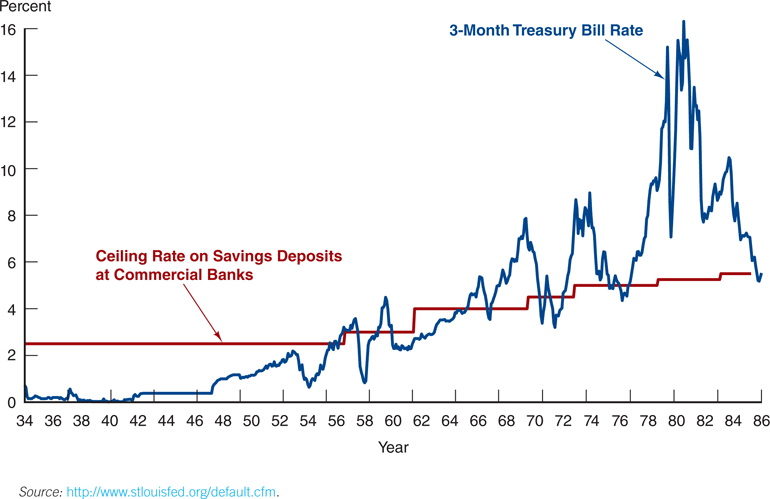 Percent
16
14
12
10
8
6
4
2
0
3-Month Treasury Bill Rate
Ceiling Rate on Savings Deposits
at Commercial Banks
34 36 38 40 42 44 46 48 50 52 54 56 58 60 62 64 66 68 70 72 74 76 78 80 82 84 86
Year
Source: http://www.stlouisfed.org/default.cfm.